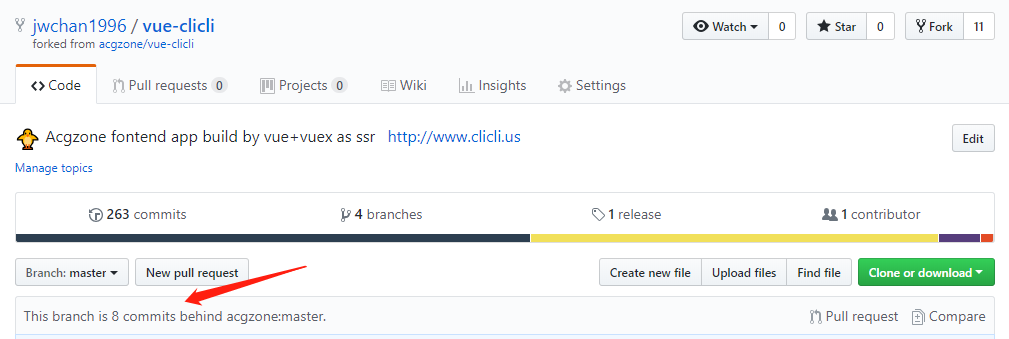 jwchan1996 / vue-clicli Watch 0 Star 0 Fork 11
forked from acgzone/vue-clicli
Code Pull requests 0 Projects 0 Wiki Insights Settings
Acgzone fontend app build by vue+vuex as ssr http://www.clicli.us Edit
Manage topics
263 commits 4 branches 1 release 1 contributor
Branch: master New pull request Create new file Upload files Find file Clone or download
This branch is 8 commits behind acgzone:master. Pull request Compare